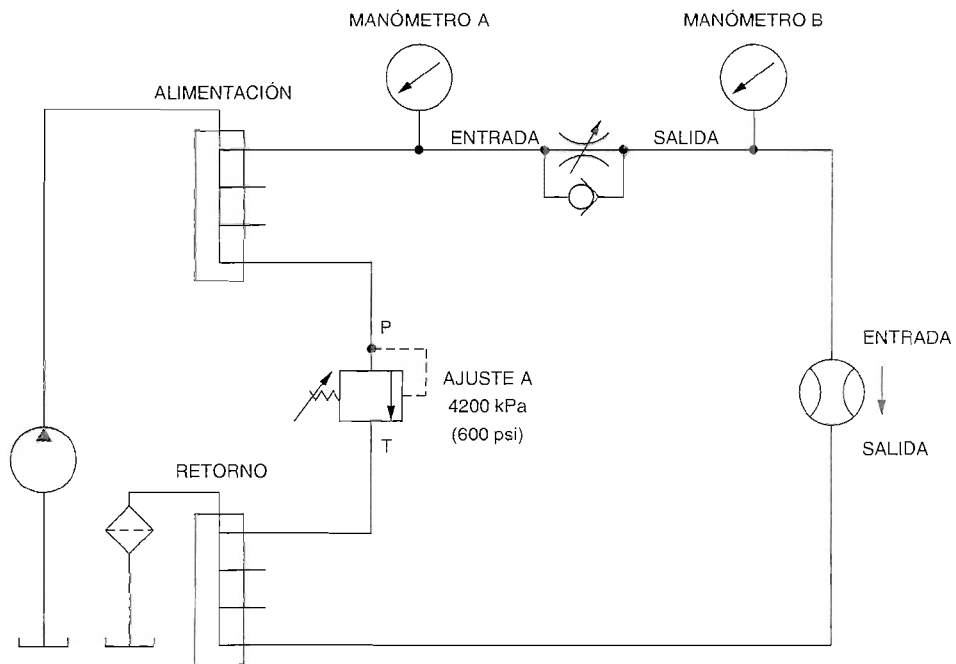 MANÓMETRO A
MANÓMETRO B
ALIMENTACIÓN
ENTRADA
SALIDA
P
AJUSTE A
4200 kPa
(600 psi)
T
ENTRADA
SALIDA
RETORNO